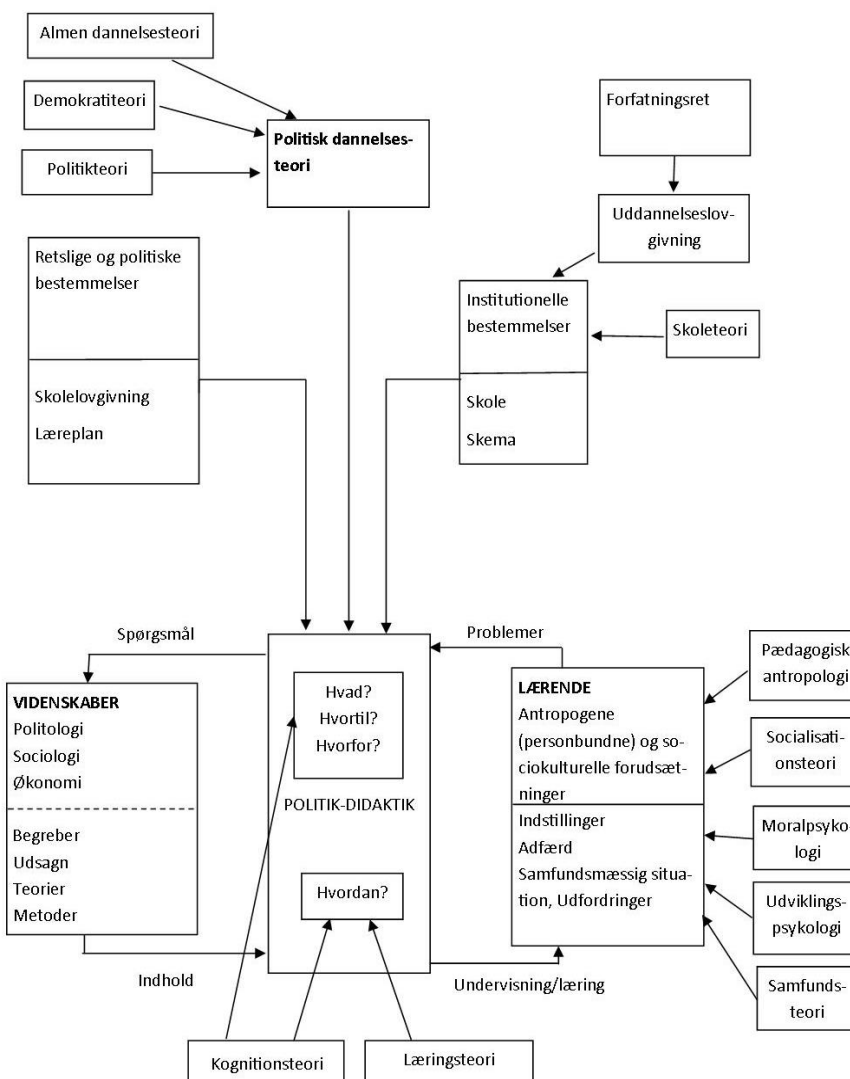 Almen dannelsesteori
Demokratiteori
Politikteori
Politisk dannelses-
teori
Forfatningsret
Uddannelseslov-
givning
Retslige og politiske
bestemmelser
Skolelovgivning
Læreplan
Institutionelle
bestemmelser
Skole
Skema
Skoleteori
Spørgsmål
Problemer
VIDENSKABER
Politologi
Sociologi
Økonomi
Begreber
Udsagn
Teorier
Metoder
Hvad?
Hvortil?
Hvorfor?
POLITIK-DIDAKTIK
Hvordan?
LÆRENDE
Antropogene
(personbundne) og so-
ciokulturelle forudsæt-
ninger
Indstillinger
Adfærd
Samfundsmæssig situa-
tion, Udfordringer
Pædagogisk
antropologi
Socialisati-
onsteori
Moralpsyko-
logi
Udviklings-
psykologi
Samfunds-
teori
Indhold
Undervisning/læring
Kognitionsteori
Læringsteori